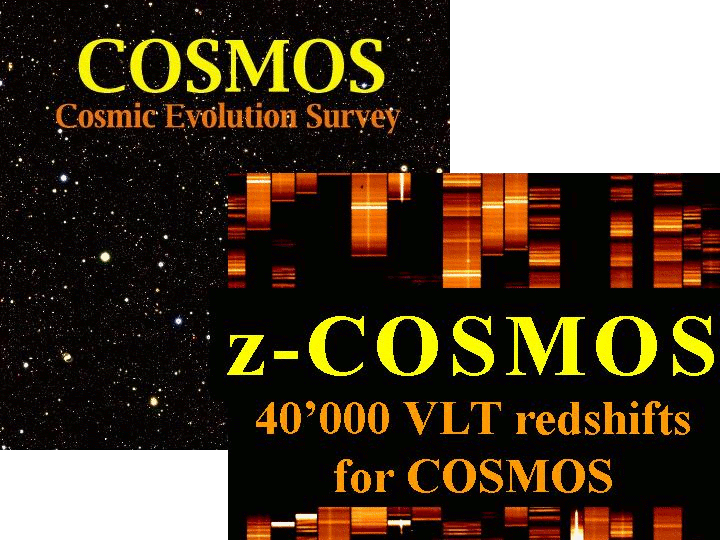 COSMOS
Cosmic Evolution Survey
z-COSMOS
40’000 VLT redshifts
for COSMOS